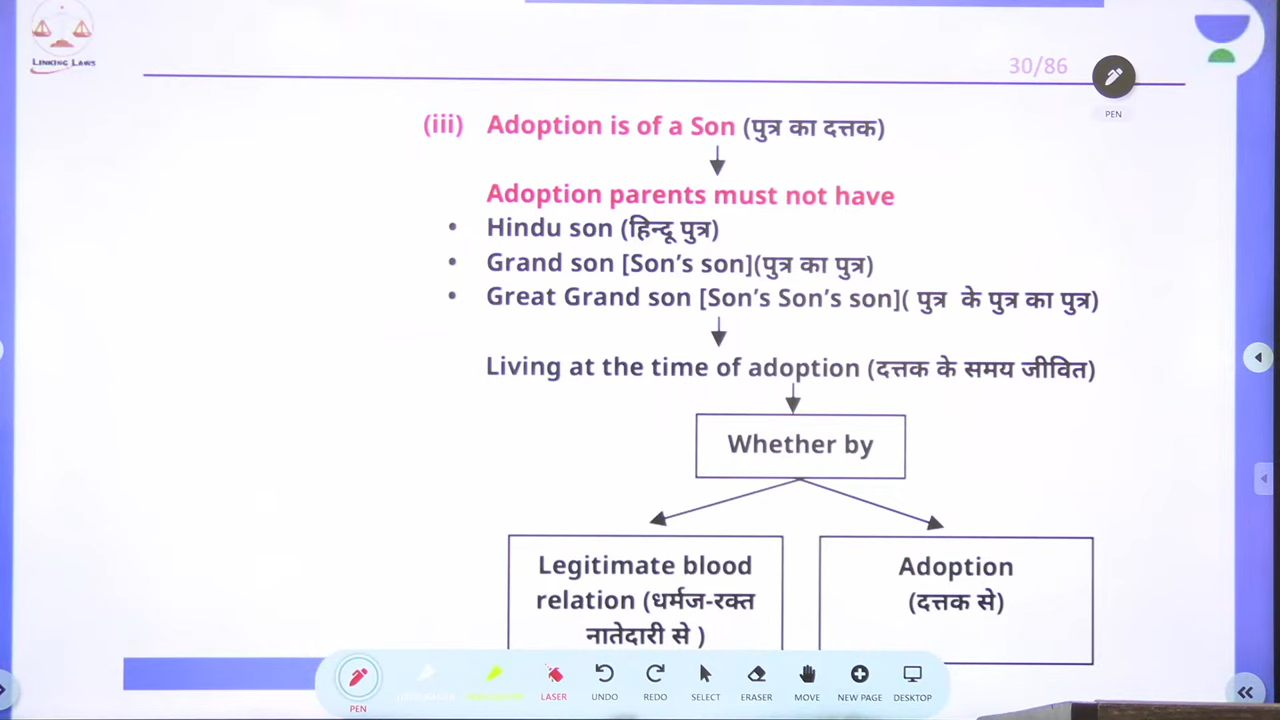 LINKING LAWS
30/86
PEN
(iii) Adoption is of a Son (पुत्र का दत्तक)
Adoption parents must not have
• Hindu son (हिन्दू पुत्र)
• Grand son [Son’s son](पुत्र का पुत्र)
• Great Grand son [Son’s Son’s son]( पुत्र के पुत्र का पुत्र)
Living at the time of adoption (दत्तक के समय जीवित)
Whether by
Legitimate blood
relation (धर्मज-रक्त
नातेदारी से )
Adoption
(दत्तक से)
PEN
LASER
UNDO
REDO
SELECT
ERASER
MOVE
NEW PAGE
DESKTOP